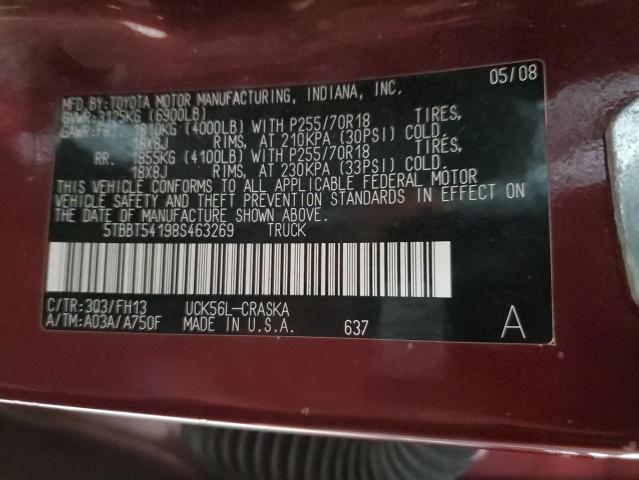 05/08
MFD.BY:TOYOTA MOTOR MANUFACTURING, INDIANA, INC.
GVWR:3125KG (6900LB)
GAWR:FRT. 1810KG (4000LB) WITH P255/70R18 TIRES,
18X8J RIMS, AT 210KPA (30PSI) COLD.
RR. 1855KG (4100LB) WITH P255/70R18 TIRES,
18X8J RIMS, AT 230KPA (33PSI) COLD.
THIS VEHICLE CONFORMS TO ALL APPLICABLE FEDERAL MOTOR
VEHICLE SAFETY AND THEFT PREVENTION STANDARDS IN EFFECT ON
THE DATE OF MANUFACTURE SHOWN ABOVE.
5TBBT54198S463269 TRUCK
C/TR: 3Q3/FH13 UCK56L-CRASKA
A/TM: A03A/A750F MADE IN U.S.A. 637 A